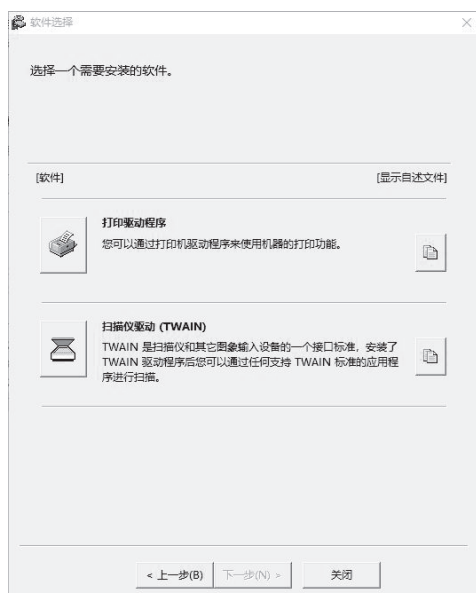 软件选择
选择一个需要安装的软件。
[软件] [显示自述文件]
打印驱动程序
您可以通过打印机驱动程序来使用机器的打印功能。
扫描仪驱动 (TWAIN)
TWAIN 是扫描仪和其它图象输入设备的一个接口标准，安装了
TWAIN 驱动程序后您可以通过任何支持 TWAIN 标准的应用程
序进行扫描。
< 上一步(B) 下一步(N) > 关闭